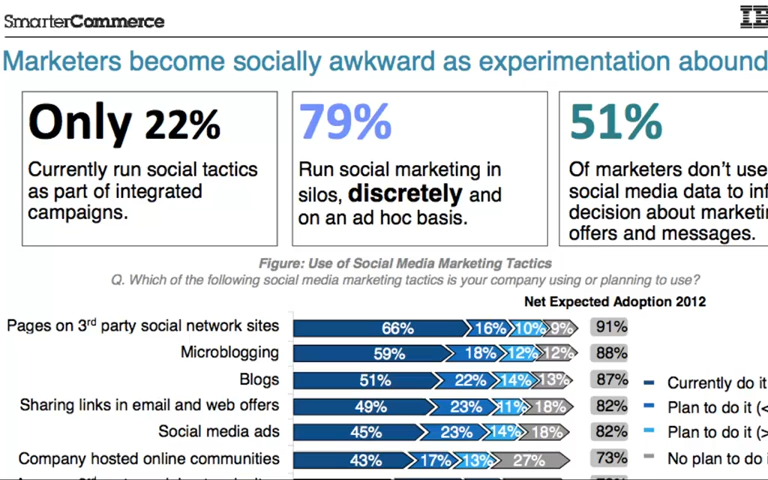 SmarterCommerce
Marketers become socially awkward as experimentation abound
Only 22%
Currently run social tactics
as part of integrated
campaigns.
79%
Run social marketing in
silos, discretely and
on an ad hoc basis.
51%
Of marketers don't use
social media data to inf
decision about marketi
offers and messages.
Figure: Use of Social Media Marketing Tactics
Q. Which of the following social media marketing tactics is your company using or planning to use?
Net Expected Adoption 2012
Pages on 3rd party social network sites 66% 16% 10% 9% 91%
Microblogging 59% 18% 12% 12% 88%
Blogs 51% 22% 14% 13% 87%
Sharing links in email and web offers 49% 23% 11% 18% 82%
Social media ads 45% 23% 14% 18% 82%
Company hosted online communities 43% 17% 13% 27% 73%
Currently do it
Plan to do it (<
Plan to do it (>
No plan to do i